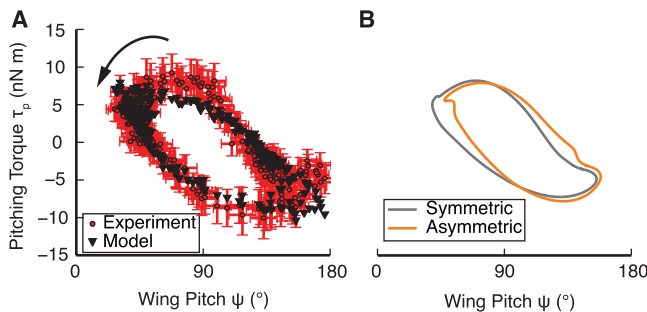 A
B
Pitching Torque τp (nN m)
15
10
5
0
−5
−10
−15
Experiment
Model
0
90
180
Wing Pitch ψ (°)
Symmetric
Asymmetric
0
90
180
Wing Pitch ψ (°)